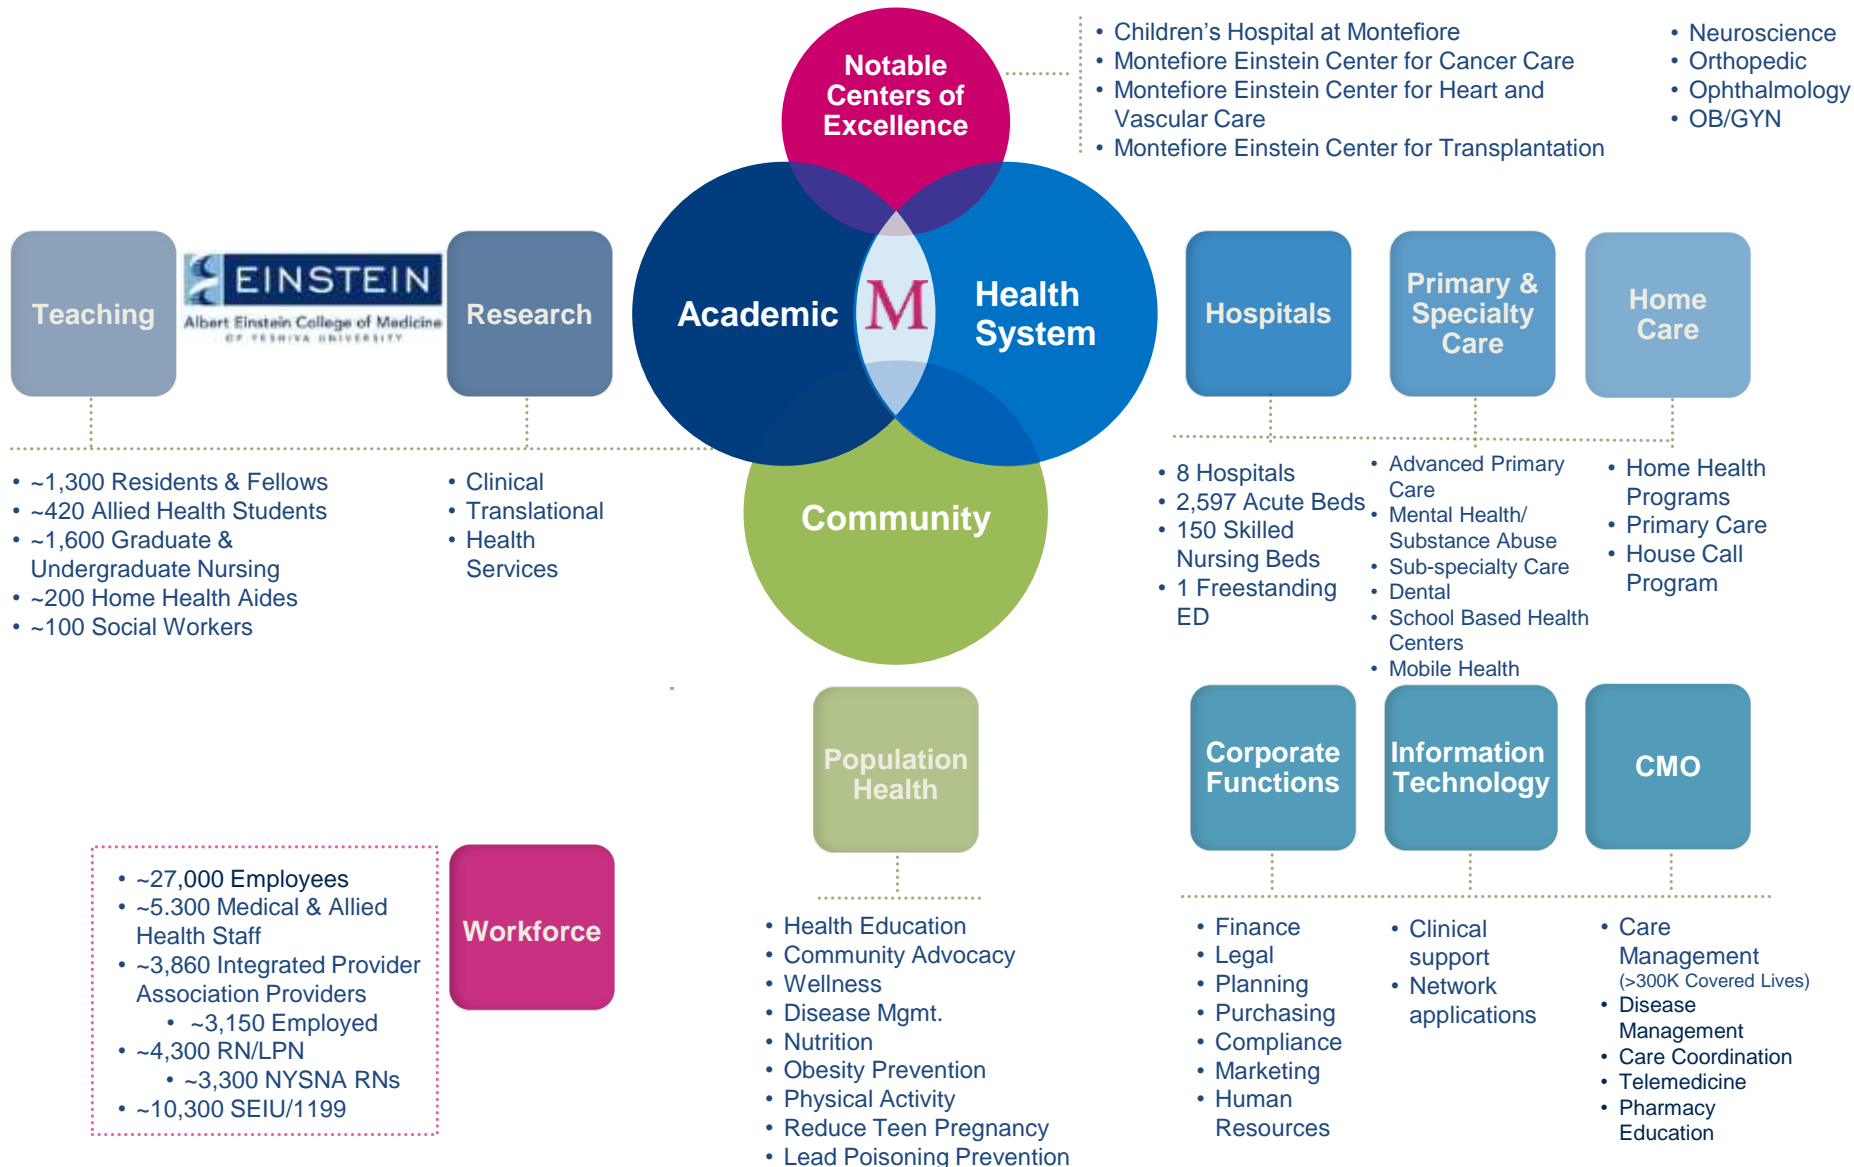 Notable
Centers of
Excellence
• Children’s Hospital at Montefiore
• Montefiore Einstein Center for Cancer Care
• Montefiore Einstein Center for Heart and
Vascular Care
• Montefiore Einstein Center for Transplantation
• Neuroscience
• Orthopedic
• Ophthalmology
• OB/GYN
Teaching
EINSTEIN
Albert Einstein College of Medicine
OF YESHIVA UNIVERSITY
Research
Academic
M
Health
System
Community
Hospitals
Primary &
Specialty
Care
Home
Care
• ~1,300 Residents & Fellows
• ~420 Allied Health Students
• ~1,600 Graduate &
Undergraduate Nursing
• ~200 Home Health Aides
• ~100 Social Workers
• Clinical
• Translational
• Health
Services
• 8 Hospitals
• 2,597 Acute Beds
• 150 Skilled
Nursing Beds
• 1 Freestanding
ED
• Advanced Primary
Care
• Mental Health/
Substance Abuse
• Sub-specialty Care
• Dental
• School Based Health
Centers
• Mobile Health
• Home Health
Programs
• Primary Care
• House Call
Program
Population
Health
Corporate
Functions
Information
Technology
CMO
• ~27,000 Employees
• ~5.300 Medical & Allied
Health Staff
• ~3,860 Integrated Provider
Association Providers
• ~3,150 Employed
• ~4,300 RN/LPN
• ~3,300 NYSNA RNs
• ~10,300 SEIU/1199
Workforce
• Health Education
• Community Advocacy
• Wellness
• Disease Mgmt.
• Nutrition
• Obesity Prevention
• Physical Activity
• Reduce Teen Pregnancy
• Lead Poisoning Prevention
• Finance
• Legal
• Planning
• Purchasing
• Compliance
• Marketing
• Human
Resources
• Clinical
support
• Network
applications
• Care
Management
(>300K Covered Lives)
• Disease
Management
• Care Coordination
• Telemedicine
• Pharmacy
Education